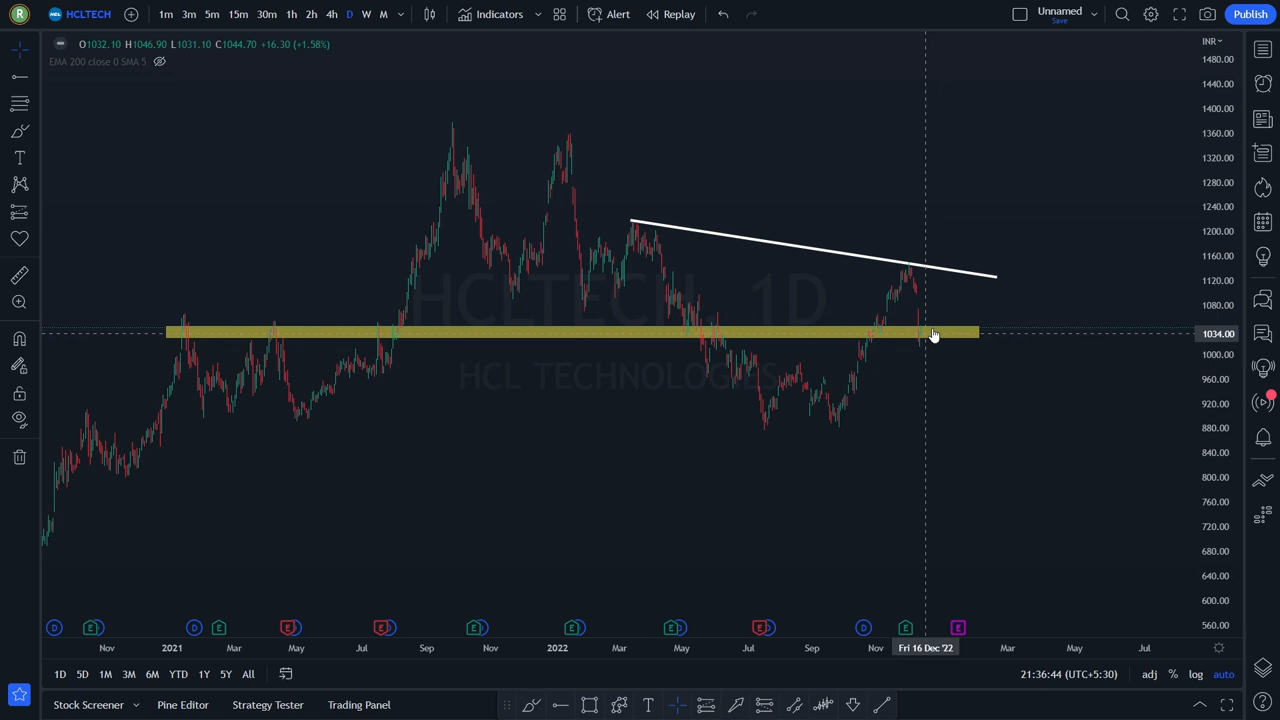 R HCL HCLTECH 1m 3m 5m 15m 30m 1h 2h 4h D W M Indicators Alert Replay Unnamed Save Publish
O1032.10 H1046.90 L1031.10 C1044.70 +16.30 (+1.58%)
EMA 200 close 0 SMA 5
INR
1480.00
1440.00
1400.00
1360.00
1320.00
1280.00
1240.00
1200.00
1160.00
1120.00
1080.00
1034.00
1000.00
960.00
920.00
880.00
840.00
800.00
760.00
720.00
680.00
640.00
600.00
560.00
HCLTECH, 1D
HCL TECHNOLOGIES
D E D E E E E E E E D E E
Nov 2021 Mar May Jul Sep Nov 2022 Mar May Jul Sep Nov Fri 16 Dec '22 Mar May Jul
1D 5D 1M 3M 6M YTD 1Y 5Y All 21:36:44 (UTC+5:30) adj % log auto
Stock Screener Pine Editor Strategy Tester Trading Panel